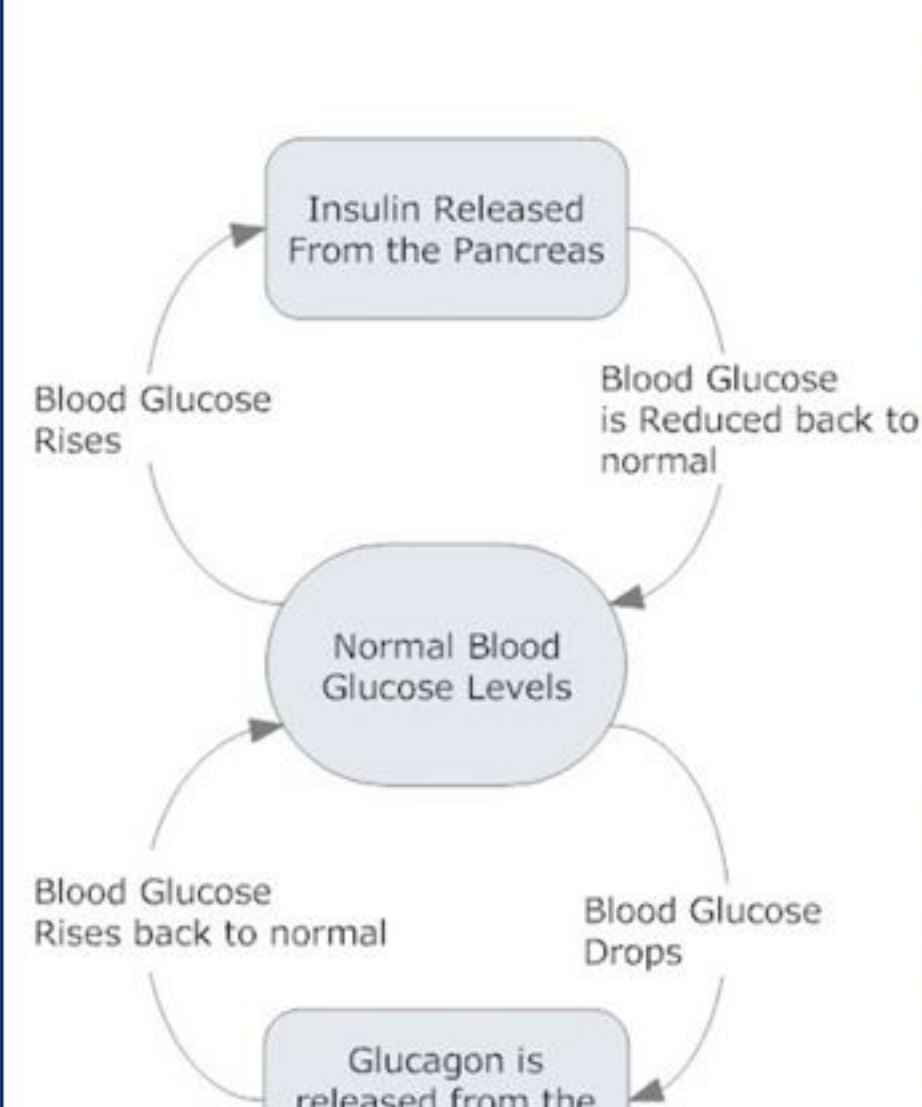 Insulin Released
From the Pancreas
Blood Glucose
Rises
Blood Glucose
is Reduced back to
normal
Normal Blood
Glucose Levels
Blood Glucose
Rises back to normal
Blood Glucose
Drops
Glucagon is
released from the